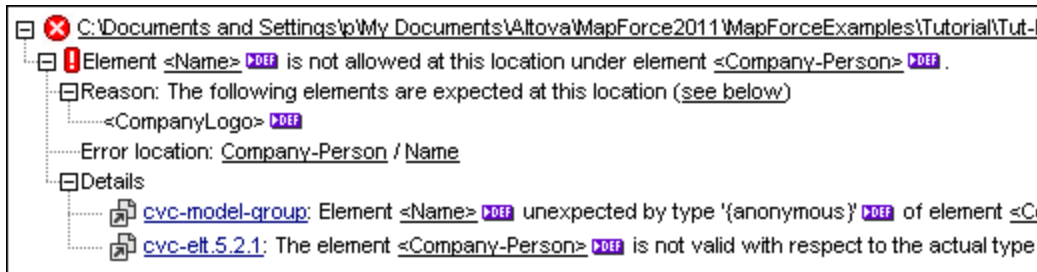 C:\Documents and Settings\p\My Documents\Altova\MapForce2011\MapForceExamples\Tutorial\Tut-
Element <Name> DEF is not allowed at this location under element <Company-Person> DEF .
Reason: The following elements are expected at this location (see below)
<CompanyLogo> DEF
Error location: Company-Person / Name
Details
cvc-model-group: Element <Name> DEF unexpected by type '{anonymous}' DEF of element <C
cvc-elt.5.2.1: The element <Company-Person> DEF is not valid with respect to the actual type